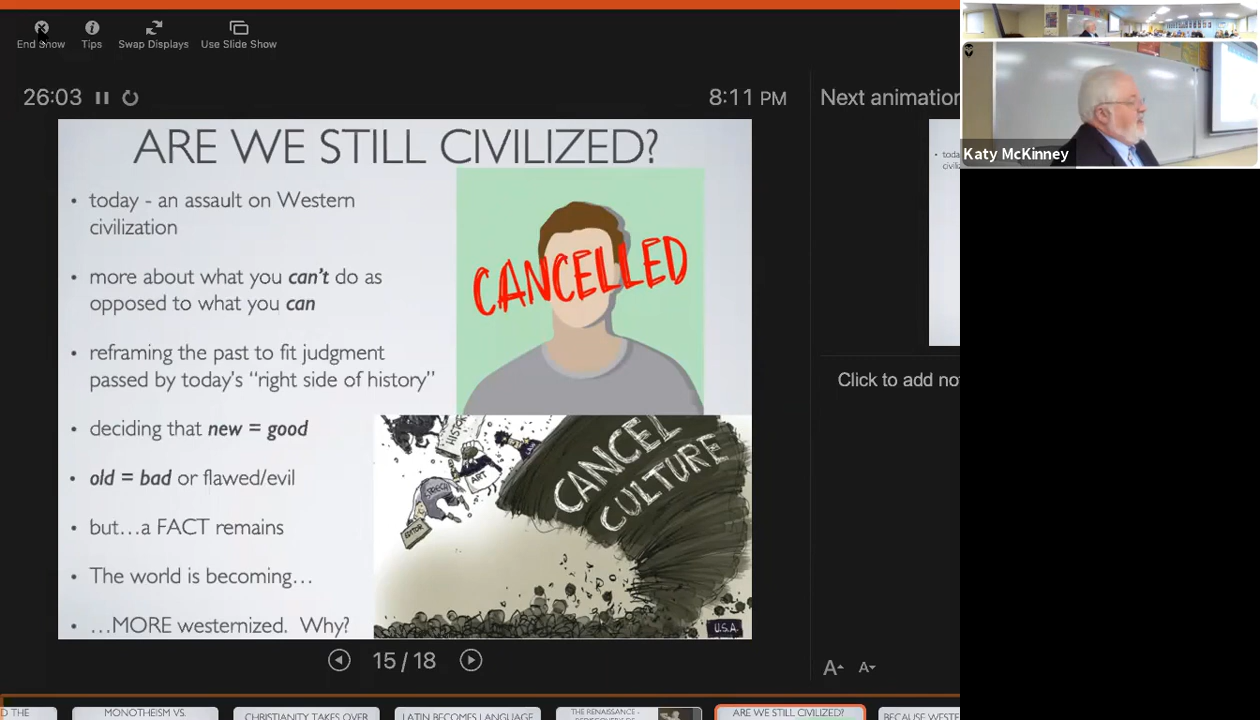 End Show
Tips
Swap Displays
Use Slide Show
26:03
8:11 PM
Next animation
Katy McKinney
ARE WE STILL CIVILIZED?
• today - an assault on Western
civilization
• more about what you can't do as
opposed to what you can
• reframing the past to fit judgment
passed by today's "right side of history"
• deciding that new = good
• old = bad or flawed/evil
• but...a FACT remains
• The world is becoming...
• ...MORE westernized. Why?
CANCELLED
CANCEL
CULTURE
HISTORY
ART
SPEECH
EDITOR
U.S.A.
• toda
civiliz
Click to add no
15 / 18
A A
D THE
MONOTHEISM VS.
CHRISTIANITY TAKES OVER
LATIN BECOMES LANGUAGE
THE RENAISSANCE -
ARE WE STILL CIVILIZED?
BECAUSE WESTE